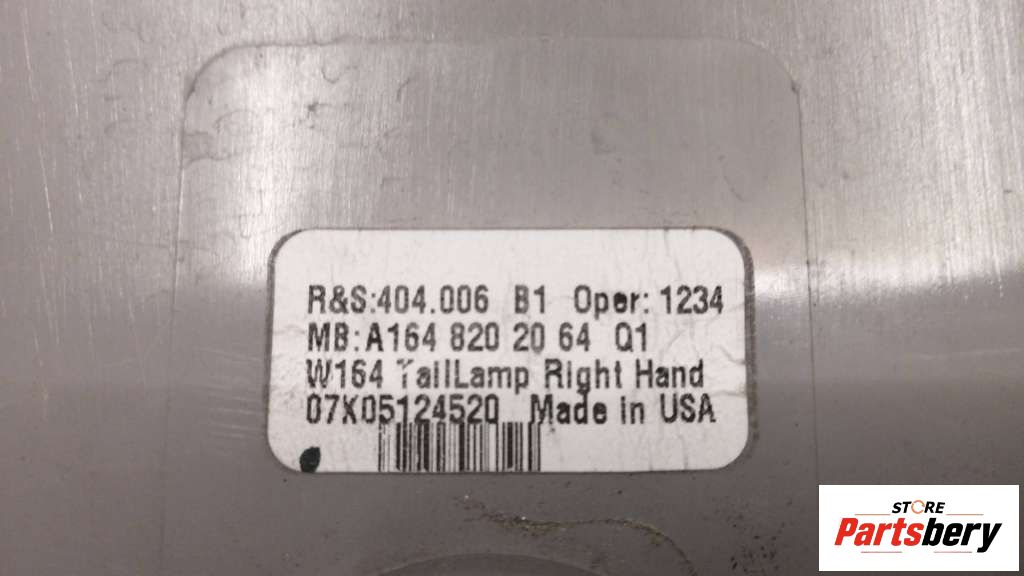 R&S:404.006 B1 Oper: 1234
MB:A164 820 20 64 Q1
W164 TailLamp Right Hand
07X05124520 Made in USA
STORE
Partsbery